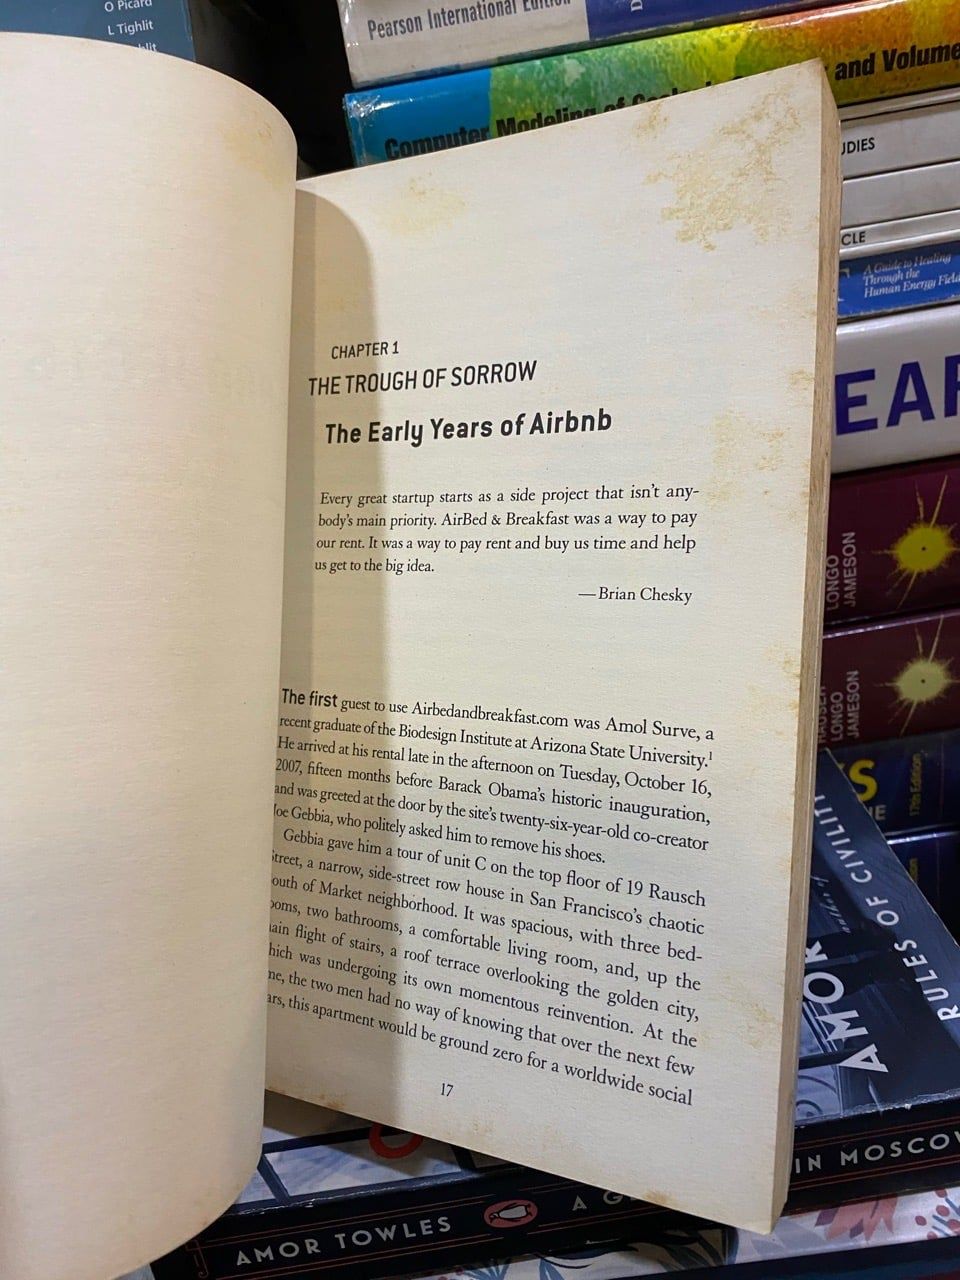 O Picard
L Tighlit
Pearson International Edition
Computer Modeling of
and Volume
UDIES
CLE
A Guide to Healing
Through the
Human Energy Field
EAR
LONGO
JAMESON
LONGO
JAMESON
17th Edition
CHAPTER 1
THE TROUGH OF SORROW
The Early Years of Airbnb
Every great startup starts as a side project that isn't any-
body's main priority. AirBed & Breakfast was a way to pay
our rent. It was a way to pay rent and buy us time and help
us get to the big idea.
—Brian Chesky
The first guest to use Airbedandbreakfast.com was Amol Surve, a
recent graduate of the Biodesign Institute at Arizona State University.1
He arrived at his rental late in the afternoon on Tuesday, October 16,
2007, fifteen months before Barack Obama's historic inauguration,
and was greeted at the door by the site's twenty-six-year-old co-creator
Joe Gebbia, who politely asked him to remove his shoes.
Gebbia gave him a tour of unit C on the top floor of 19 Rausch
Street, a narrow, side-street row house in San Francisco's chaotic
outh of Market neighborhood. It was spacious, with three bed-
oms, two bathrooms, a comfortable living room, and, up the
ain flight of stairs, a roof terrace overlooking the golden city,
hich was undergoing its own momentous reinvention. At the
me, the two men had no way of knowing that over the next few
ars, this apartment would be ground zero for a worldwide social
17
AMOR
author of
RULES OF CIVILITY
IN MOSCOW
AMOR TOWLES
A G